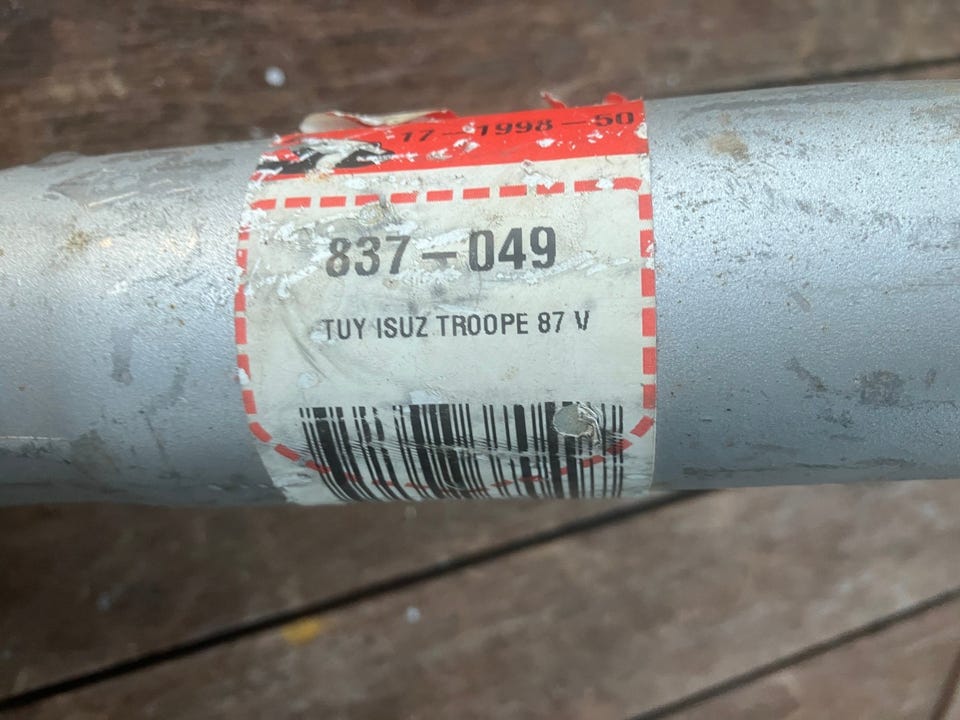 17-1998-50
837-049
TUY ISUZ TROOPE 87 V